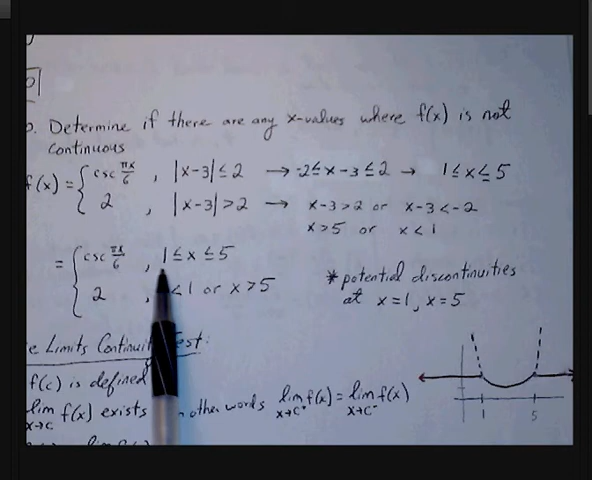 Determine if there are any x-values where f(x) is not
continuous
f(x) = { csc πx/6 , |x-3| ≤ 2 → -2 ≤ x-3 ≤ 2 → 1 ≤ x ≤ 5
2 , |x-3| > 2 → x-3 > 2 or x-3 < -2
x > 5 or x < 1
= { csc πx/6 , 1 ≤ x ≤ 5
2 , < 1 or x > 5
* potential discontinuities
at x = 1, x = 5
Limits Continuity Test:
f(c) is defined
lim x→c f(x) exists other words lim x→c⁺ f(x) = lim x→c⁻ f(x)
1 5